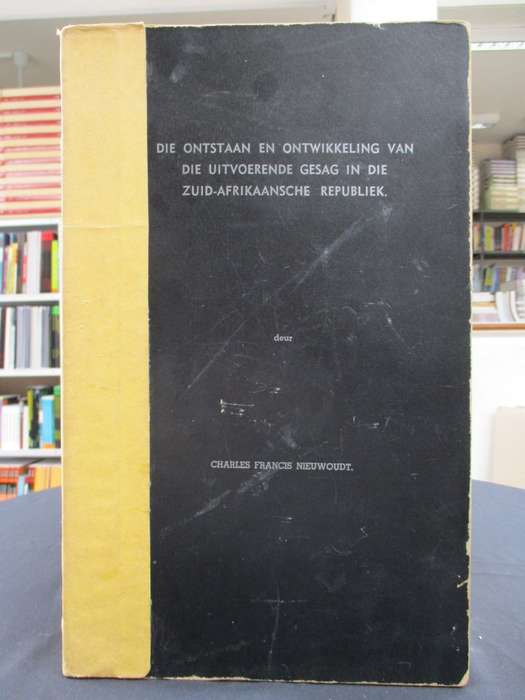 DIE ONTSTAAN EN ONTWIKKELING VAN
DIE UITVOERENDE GESAG IN DIE
ZUID-AFRIKAANSCHE REPUBLIEK.
deur
CHARLES FRANCIS NIEUWOUDT.